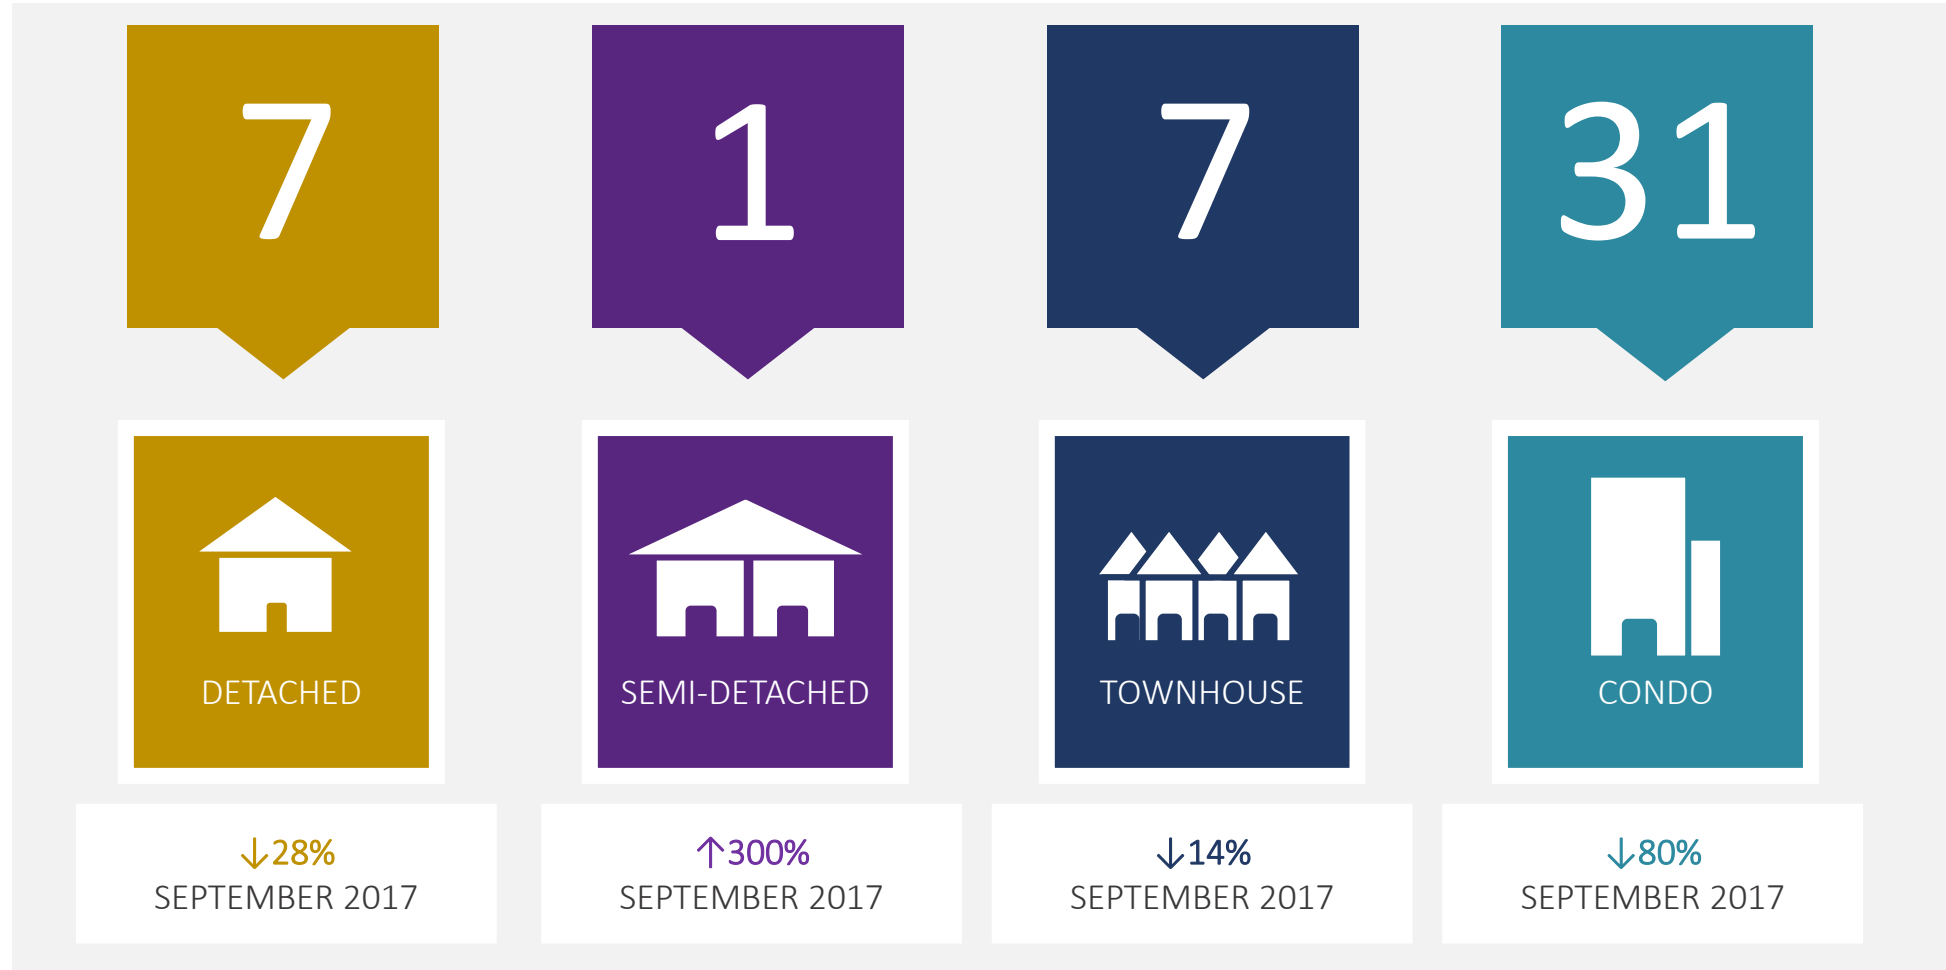 7
1
7
31
DETACHED
SEMI-DETACHED
TOWNHOUSE
CONDO
↓28%
SEPTEMBER 2017
↑300%
SEPTEMBER 2017
↓14%
SEPTEMBER 2017
↓80%
SEPTEMBER 2017